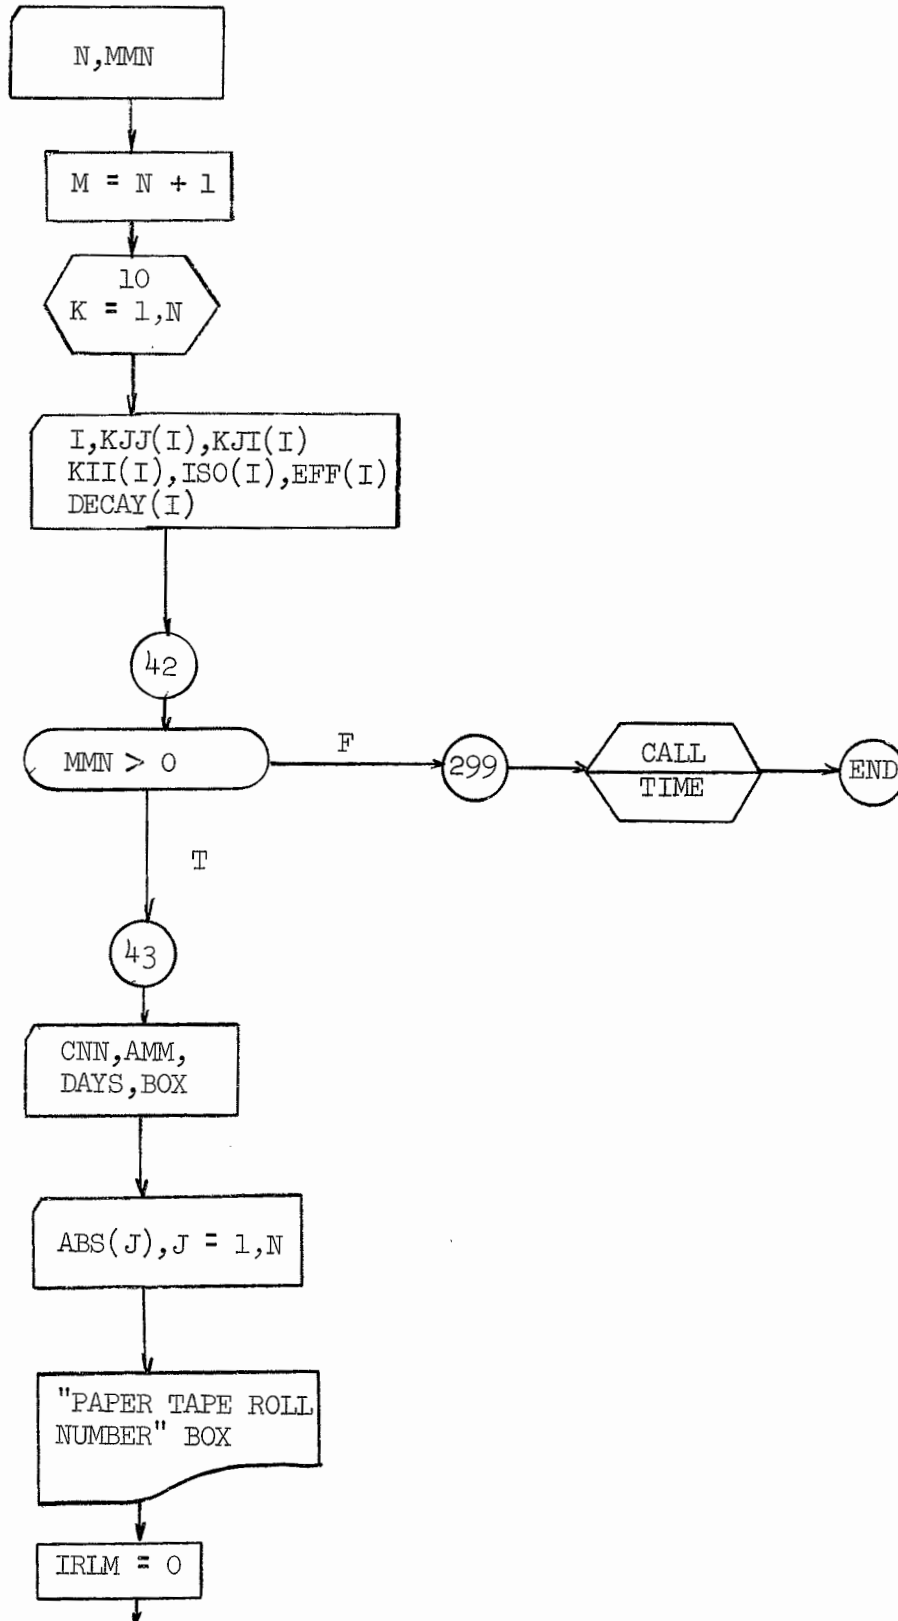 N,MMN
M = N + 1
10
K = 1,N
I,KJJ(I),KJI(I)
KII(I),ISO(I),EFF(I)
DECAY(I)
42
MMN > 0
F
299
CALL
TIME
END
T
43
CNN,AMM,
DAYS,BOX
ABS(J),J = 1,N
"PAPER TAPE ROLL
NUMBER" BOX
IRLM = 0